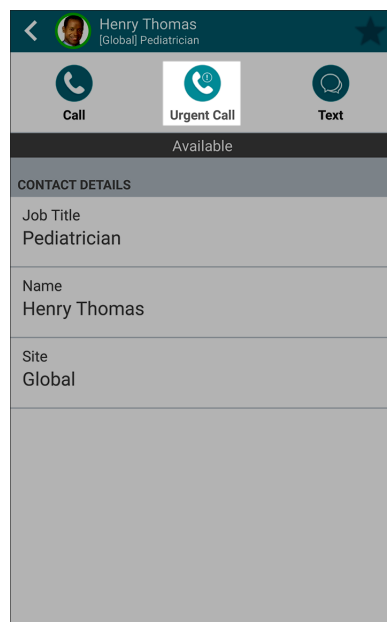 Henry Thomas
[Global] Pediatrician
Call
Urgent Call
Text
Available
CONTACT DETAILS
Job Title
Pediatrician
Name
Henry Thomas
Site
Global